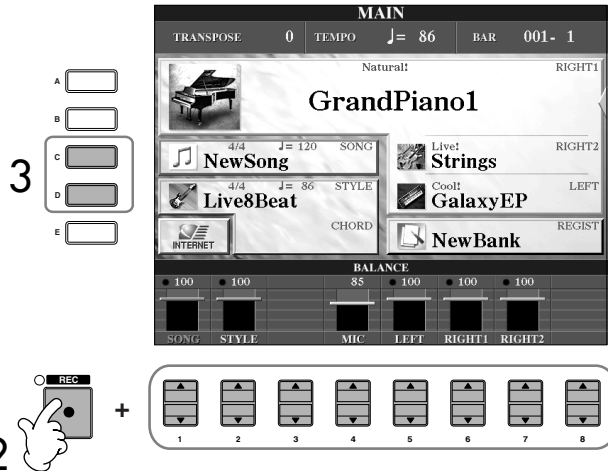 MAIN
TRANSPOSE 0 TEMPO ♩= 86 BAR 001- 1
Natural! RIGHT1
GrandPiano1
4/4 ♩= 120 SONG
NewSong
Live! RIGHT2
Strings
4/4 ♩= 86 STYLE
Live8Beat
Cool! LEFT
GalaxyEP
INTERNET
CHORD
REGIST
NewBank
BALANCE
100 100 85 100 100 100
SONG STYLE MIC LEFT RIGHT1 RIGHT2
A
B
C
D
E
3
REC
+
2
1 2 3 4 5 6 7 8